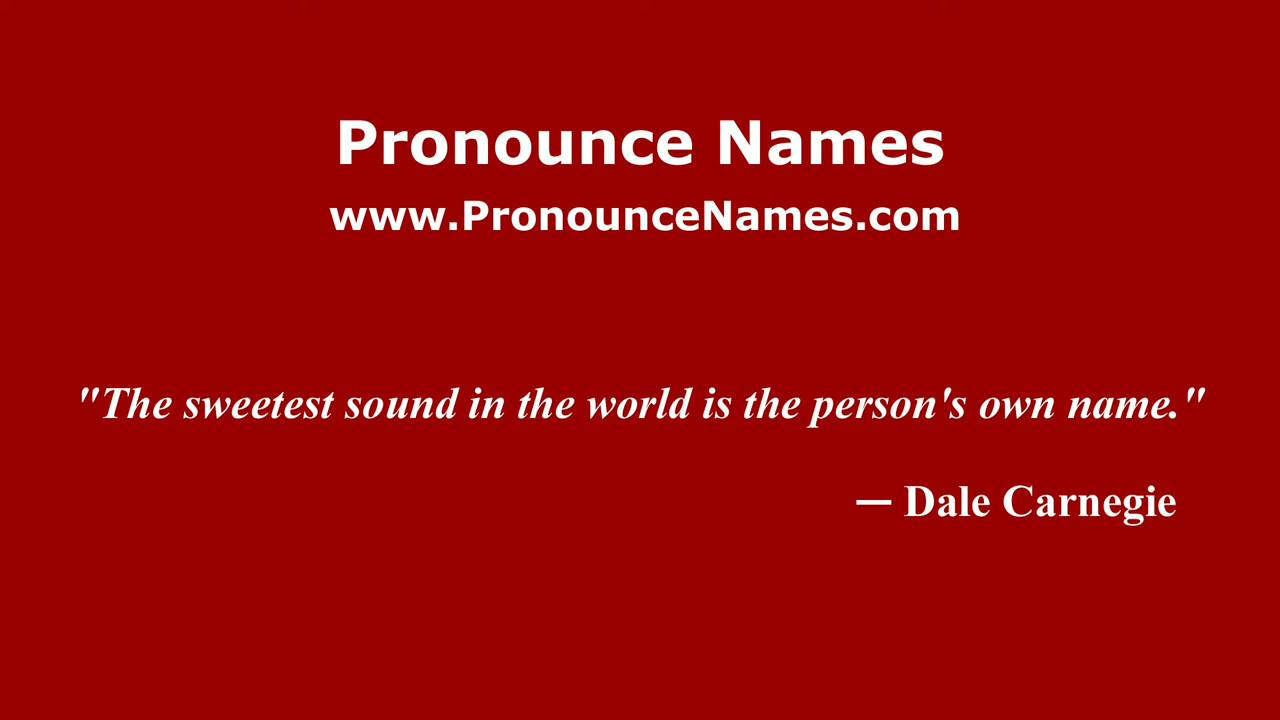 Pronounce Names
www.PronounceNames.com
"The sweetest sound in the world is the person's own name."
— Dale Carnegie